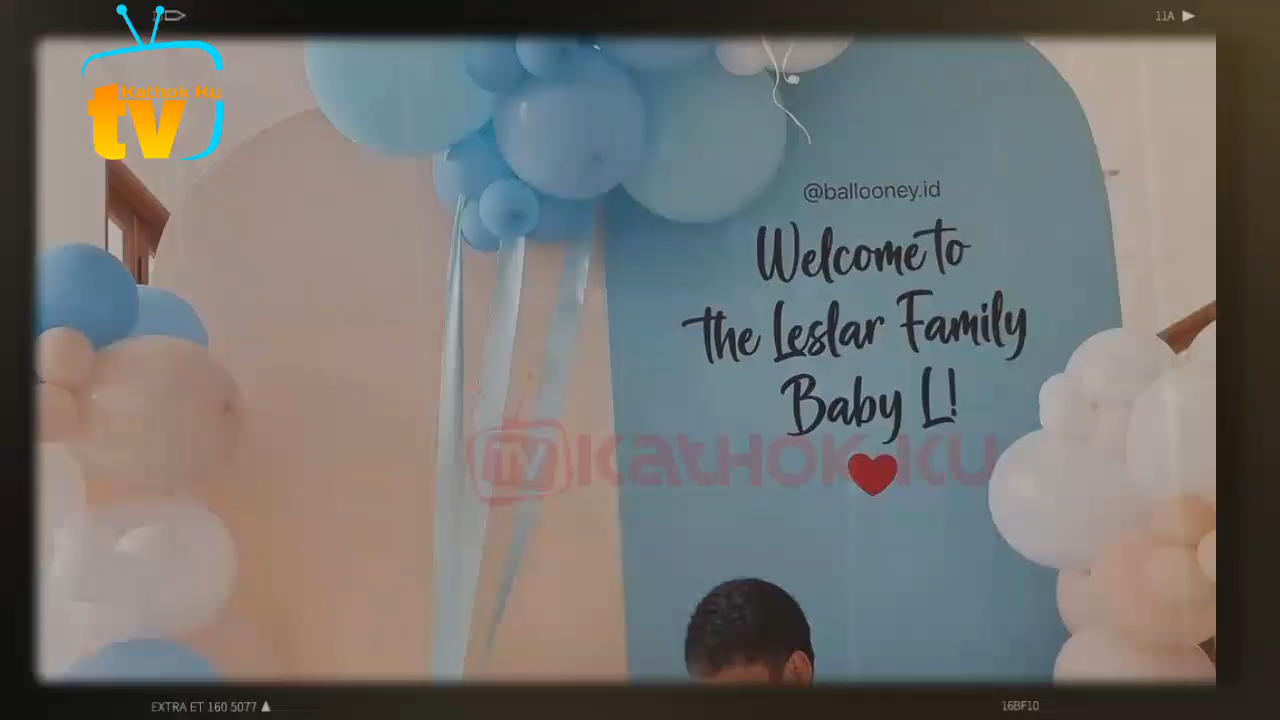 11A
Kathok Ku
tv
@ballooney.id
Welcome to
the Leslar Family
Baby L!
TV KATHOK KU
EXTRA ET 160 5077
16BF10